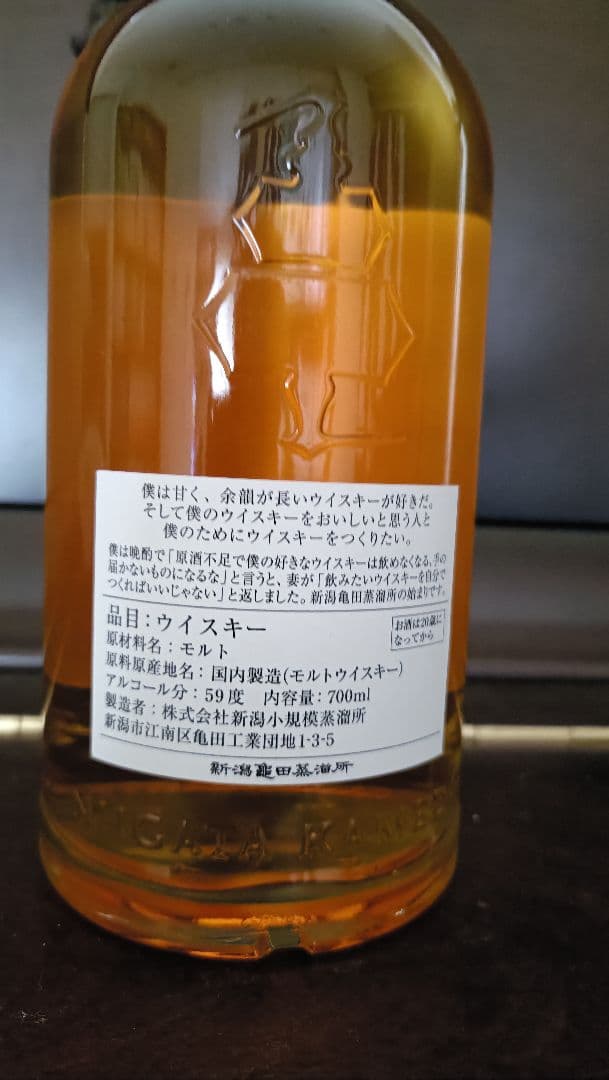 僕は甘く、余韻が長いウイスキーが好きだ。
そして僕のウイスキーをおいしいと思う人と
僕のためにウイスキーをつくりたい。
僕は晩酌で「原酒不足で僕の好きなウイスキーは飲めなくなる、手の
届かないものになるな」と言うと、妻が「飲みたいウイスキーを自分で
つくればいいじゃない」と返しました。新潟亀田蒸溜所の始まりです。
品目:ウイスキー
お酒は20歳に
なってから
原材料名:モルト
原料原産地名:国内製造(モルトウイスキー)
アルコール分:59度 内容量:700ml
製造者:株式会社新潟小規模蒸溜所
新潟市江南区亀田工業団地1-3-5
新潟亀田蒸溜所
NIIGATA KAME